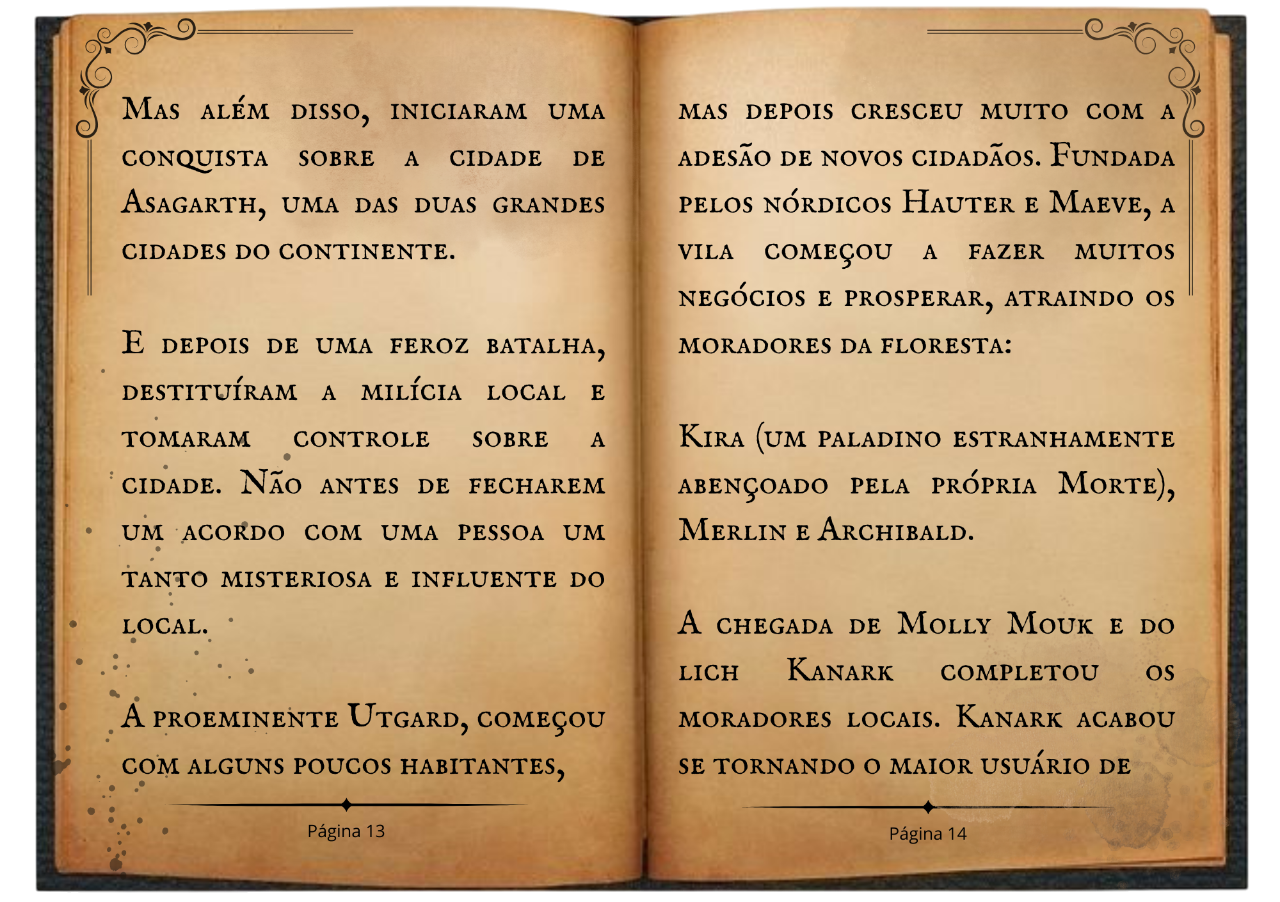 Mas além disso, iniciaram uma
conquista sobre a cidade de
Asagarth, uma das duas grandes
cidades do continente.
E depois de uma feroz batalha,
destituíram a milícia local e
tomaram controle sobre a
cidade. Não antes de fecharem
um acordo com uma pessoa um
tanto misteriosa e influente do
local.
A proeminente Utgard, começou
com alguns poucos habitantes,
Página 13
mas depois cresceu muito com a
adesão de novos cidadãos. Fundada
pelos nórdicos Hauter e Maeve, a
vila começou a fazer muitos
negócios e prosperar, atraindo os
moradores da floresta:
Kira (um paladino estranhamente
abençoado pela própria Morte),
Merlin e Archibald.
A chegada de Molly Mouk e do
lich Kanark completou os
moradores locais. Kanark acabou
se tornando o maior usuário de
Página 14